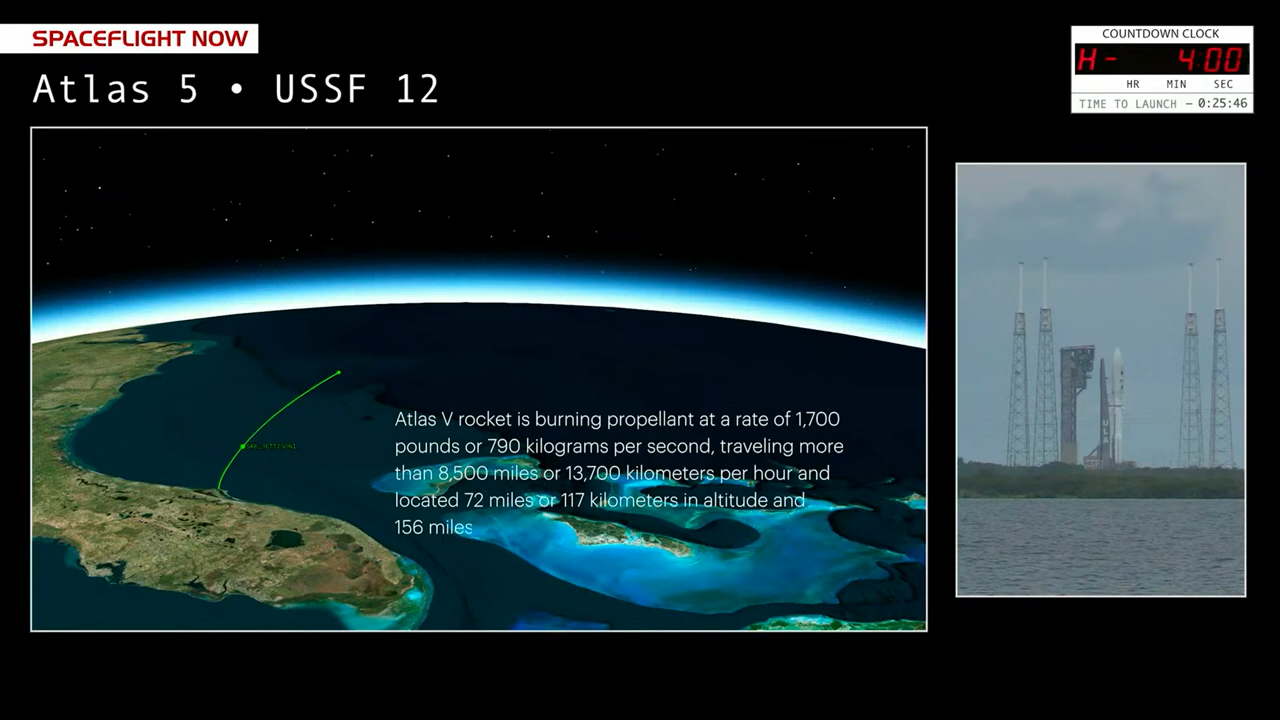 SPACEFLIGHT NOW
Atlas 5 • USSF 12
COUNTDOWN CLOCK
H - 4:00
HR MIN SEC
TIME TO LAUNCH – 0:25:46
Atlas V rocket is burning propellant at a rate of 1,700
pounds or 790 kilograms per second, traveling more
than 8,500 miles or 13,700 kilometers per hour and
located 72 miles or 117 kilometers in altitude and
156 miles
USA